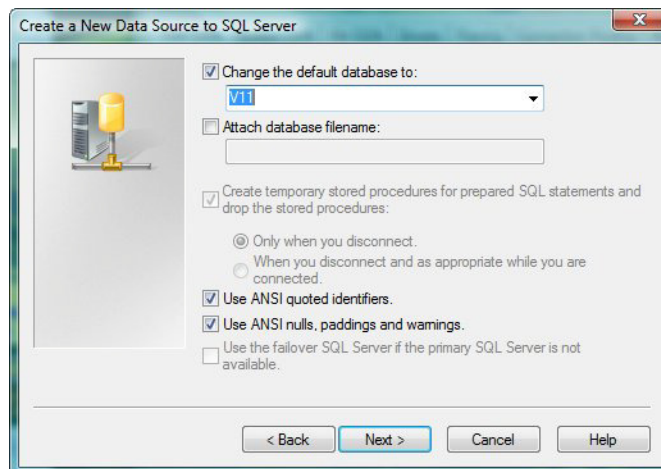 Create a New Data Source to SQL Server
Change the default database to:
V11
Attach database filename:
Create temporary stored procedures for prepared SQL statements and
drop the stored procedures:
Only when you disconnect.
When you disconnect and as appropriate while you are
connected.
Use ANSI quoted identifiers.
Use ANSI nulls, paddings and warnings.
Use the failover SQL Server if the primary SQL Server is not
available.
< Back Next > Cancel Help